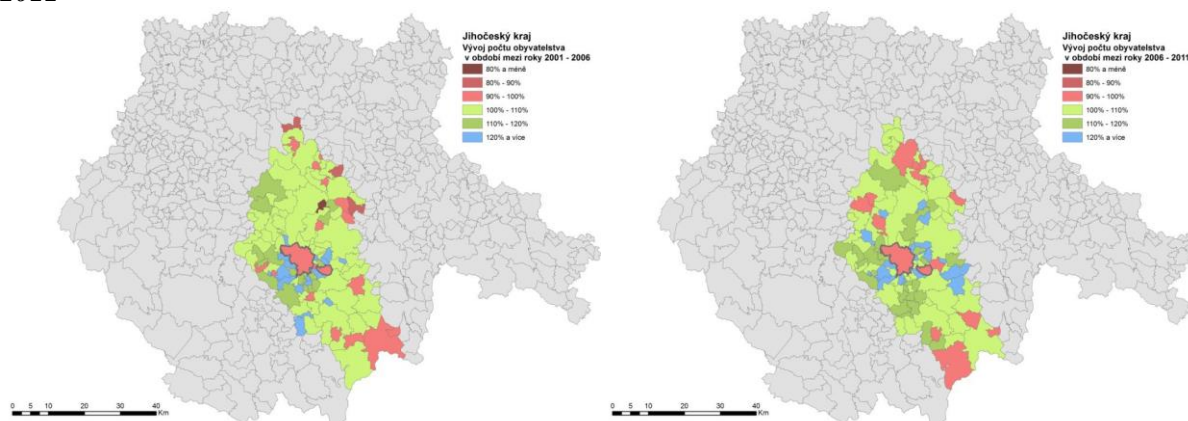 Jihočeský kraj
Vývoj počtu obyvatelstva
v období mezi roky 2001 - 2006
80% a méně
80% - 90%
90% - 100%
100% - 110%
110% - 120%
120% a více
0 5 10 20 30 40
Km
Jihočeský kraj
Vývoj počtu obyvatelstva
v období mezi roky 2006 - 2011
80% a méně
80% - 90%
90% - 100%
100% - 110%
110% - 120%
120% a více
0 5 10 20 30 40
Km